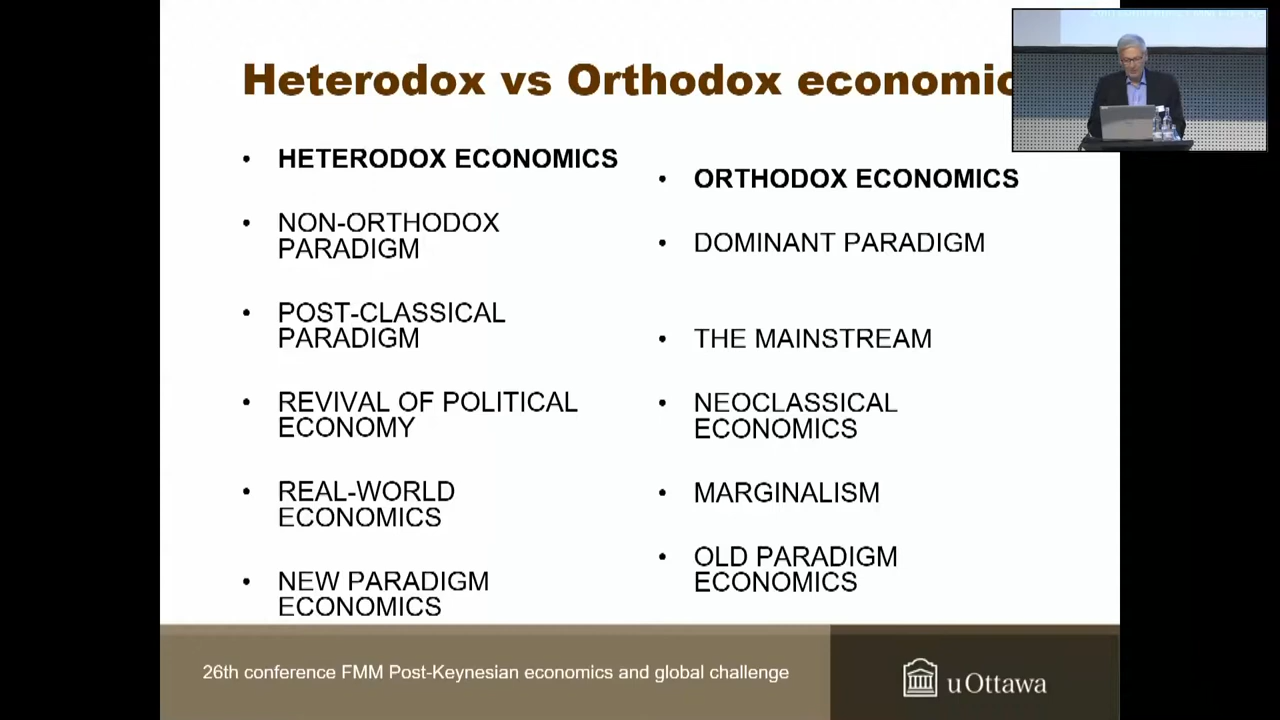 Heterodox vs Orthodox economic
• HETERODOX ECONOMICS
• NON-ORTHODOX
PARADIGM
• POST-CLASSICAL
PARADIGM
• REVIVAL OF POLITICAL
ECONOMY
• REAL-WORLD
ECONOMICS
• NEW PARADIGM
ECONOMICS
• ORTHODOX ECONOMICS
• DOMINANT PARADIGM
• THE MAINSTREAM
• NEOCLASSICAL
ECONOMICS
• MARGINALISM
• OLD PARADIGM
ECONOMICS
26th conference FMM Post-Keynesian economics and global challenge
uOttawa